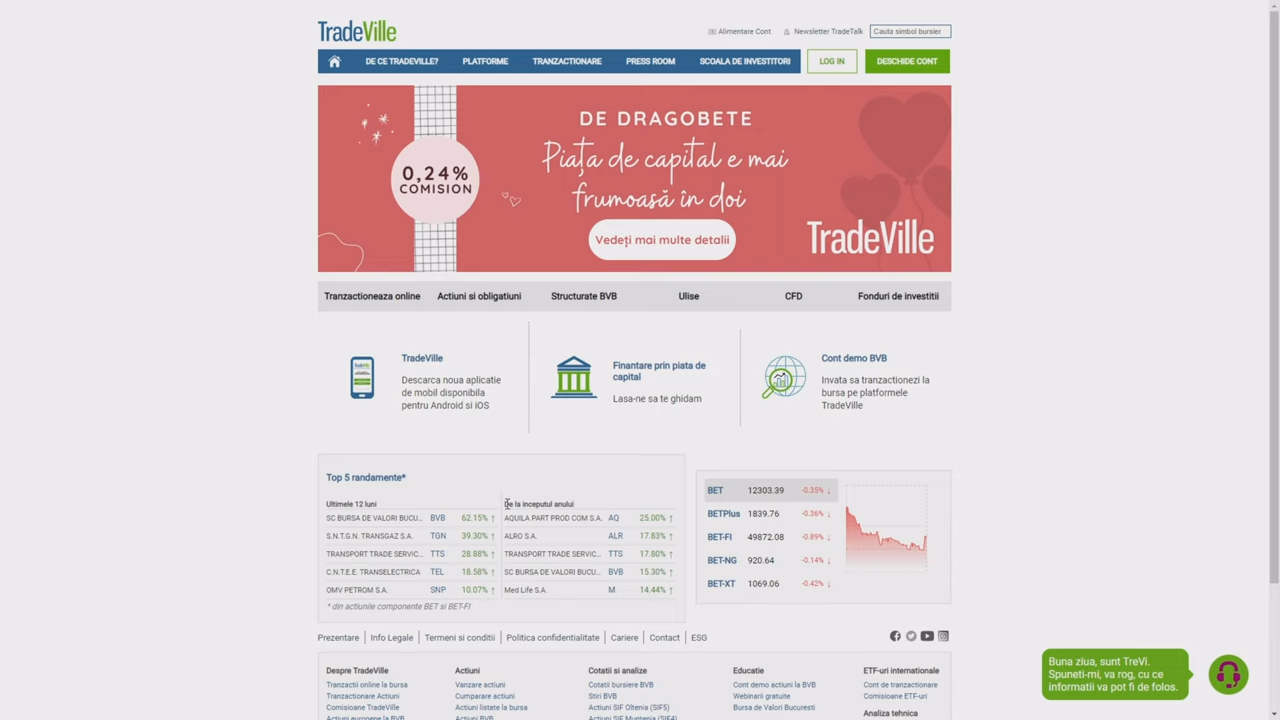 TradeVille
Alimentare Cont
Newsletter TradeTalk
Cauta simbol bursier
DE CE TRADEVILLE?
PLATFORME
TRANZACTIONARE
PRESS ROOM
SCOALA DE INVESTITORI
LOG IN
DESCHIDE CONT
0,24%
COMISION
DE DRAGOBETE
Piața de capital e mai
frumoasă în doi
Vedeți mai multe detalii
TradeVille
Tranzactioneaza online
Actiuni si obligatiuni
Structurate BVB
Ulise
CFD
Fonduri de investitii
TradeVille
Descarca noua aplicatie
de mobil disponibila
pentru Android si iOS
Finantare prin piata de
capital
Lasa-ne sa te ghidam
Cont demo BVB
Invata sa tranzactionezi la
bursa pe platformele
TradeVille
Top 5 randamente*
Ultimele 12 luni
SC BURSA DE VALORI BUCU... BVB 62.15% ↑
S.N.T.G.N. TRANSGAZ S.A. TGN 39.30% ↑
TRANSPORT TRADE SERVIC... TTS 28.88% ↑
C.N.T.E.E. TRANSELECTRICA TEL 18.58% ↑
OMV PETROM S.A. SNP 10.07% ↑
De la inceputul anului
AQUILA PART PROD COM S.A. AQ 25.00% ↑
ALRO S.A. ALR 17.83% ↑
TRANSPORT TRADE SERVIC... TTS 17.80% ↑
SC BURSA DE VALORI BUCU... BVB 15.30% ↑
Med Life S.A. M 14.44% ↑
* din actiunile componente BET si BET-FI
BET 12303.39 -0.35% ↓
BETPlus 1839.76 -0.36% ↓
BET-FI 49872.08 -0.89% ↓
BET-NG 920.64 -0.14% ↓
BET-XT 1069.06 -0.42% ↓
Prezentare
Info Legale
Termeni si conditii
Politica confidentialitate
Cariere
Contact
ESG
Despre TradeVille
Tranzactii online la bursa
Tranzactionare Actiuni
Comisioane TradeVille
Actiuni europene la BVB
Actiuni
Vanzare actiuni
Cumparare actiuni
Actiuni listate la bursa
Actiuni BVB
Cotatii si analize
Cotatii bursiere BVB
Stiri BVB
Actiuni SIF Oltenia (SIF5)
Actiuni SIF Muntenia (SIF4)
Educatie
Cont demo actiuni la BVB
Webinarii gratuite
Bursa de Valori Bucuresti
ETF-uri internationale
Cont de tranzactionare
Comisioane ETF-uri
Analiza tehnica
Buna ziua, sunt TreVi.
Spuneti-mi, va rog, cu ce
informatii va pot fi de folos.